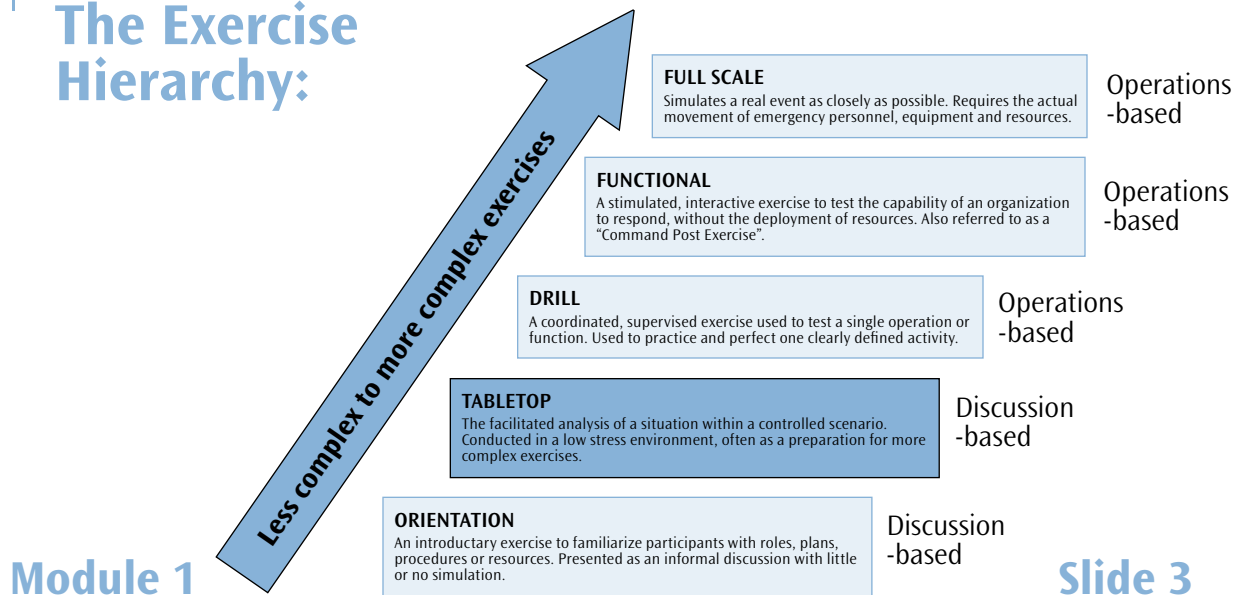 The Exercise
Hierarchy:
Less complex to more complex exercises
FULL SCALE
Simulates a real event as closely as possible. Requires the actual
movement of emergency personnel, equipment and resources.
Operations
-based
FUNCTIONAL
A stimulated, interactive exercise to test the capability of an organization
to respond, without the deployment of resources. Also referred to as a
“Command Post Exercise”.
Operations
-based
DRILL
A coordinated, supervised exercise used to test a single operation or
function. Used to practice and perfect one clearly defined activity.
Operations
-based
TABLETOP
The facilitated analysis of a situation within a controlled scenario.
Conducted in a low stress environment, often as a preparation for more
complex exercises.
Discussion
-based
ORIENTATION
An introductary exercise to familiarize participants with roles, plans,
procedures or resources. Presented as an informal discussion with little
or no simulation.
Discussion
-based
Module 1
Slide 3